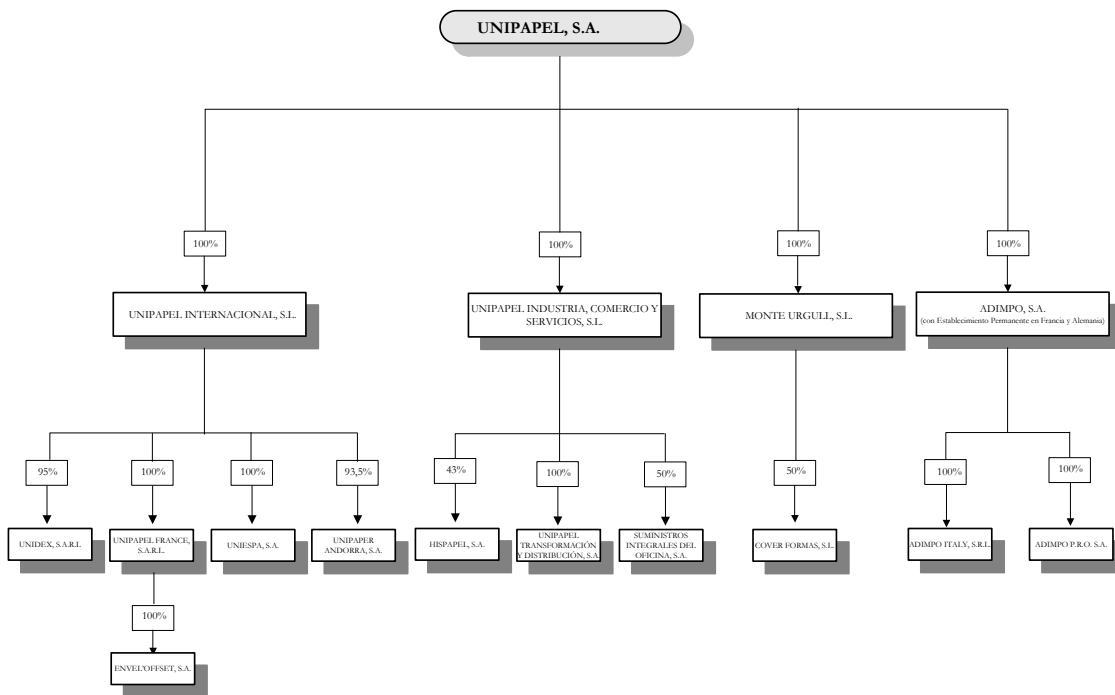 UNIPAPEL, S.A.
100%
100%
100%
100%
UNIPAPEL INTERNACIONAL, S.L.
UNIPAPEL INDUSTRIA, COMERCIO Y
SERVICIOS, S.L.
MONTE URGULL, S.L.
ADIMPO, S.A.
(con Establecimiento Permanente en Francia y Alemania)
95%
100%
100%
93,5%
43%
100%
50%
50%
100%
100%
UNIDEX, S.A.R.L
UNIPAPEL FRANCE,
S.A.R.L.
UNIESPA, S.A.
UNIPAPER
ANDORRA, S.A.
HISPAPEL, S.A.
UNIPAPEL
TRANSFORMACIÓN
Y DISTRIBUCIÓN, S.A
SUMINISTROS
INTEGRALES DEL
OFICINA, S.A.
COVER FORMAS, S.L.
ADIMPO ITALY, S.R.L.
ADIMPO P.R.O. S.A.
100%
ENVEL'OFFSET, S.A.